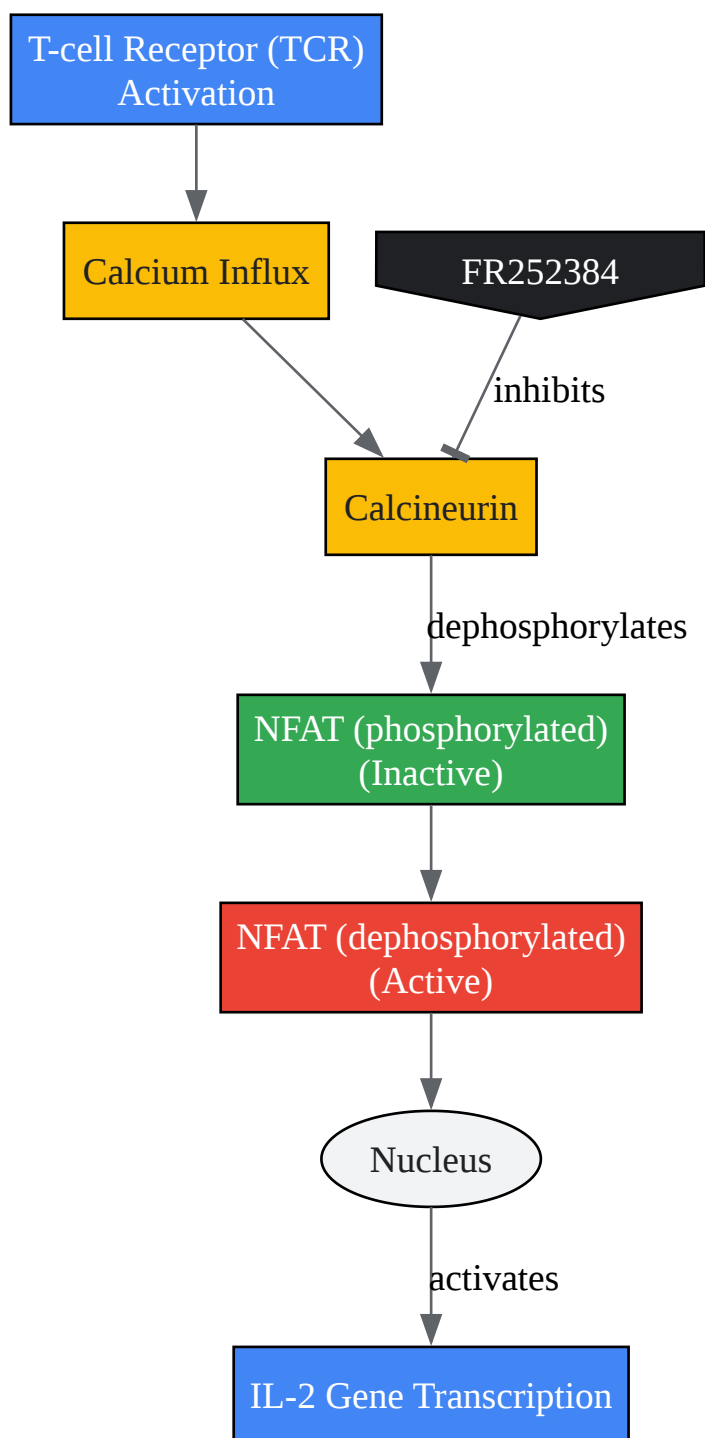 T-cell Receptor (TCR)
Activation
Calcium Influx
FR252384
inhibits
Calcineurin
dephosphorylates
NFAT (phosphorylated)
(Inactive)
NFAT (dephosphorylated)
(Active)
Nucleus
activates
IL-2 Gene Transcription